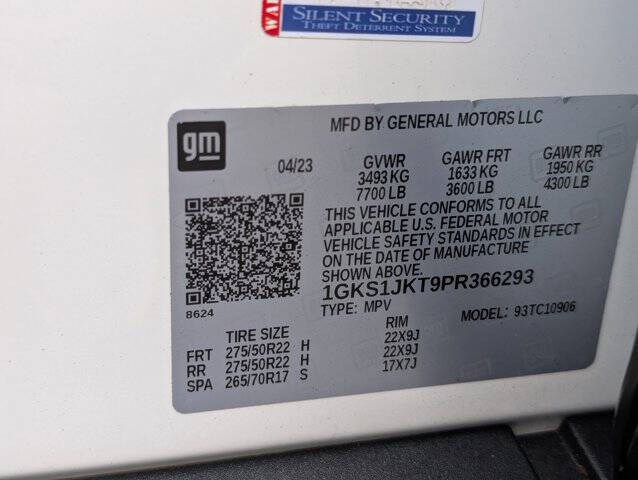 WAR
SILENT SECURITY
THEFT DETERRENT SYSTEM
gm
MFD BY GENERAL MOTORS LLC
04/23 GVWR GAWR FRT GAWR RR
3493 KG 1633 KG 1950 KG
7700 LB 3600 LB 4300 LB
THIS VEHICLE CONFORMS TO ALL
APPLICABLE U.S. FEDERAL MOTOR
VEHICLE SAFETY STANDARDS IN EFFECT
ON THE DATE OF MANUFACTURE
SHOWN ABOVE.
1GKS1JKT9PR366293
8624
TYPE: MPV MODEL: 93TC10906
TIRE SIZE RIM
FRT 275/50R22 H 22X9J
RR 275/50R22 H 22X9J
SPA 265/70R17 S 17X7J